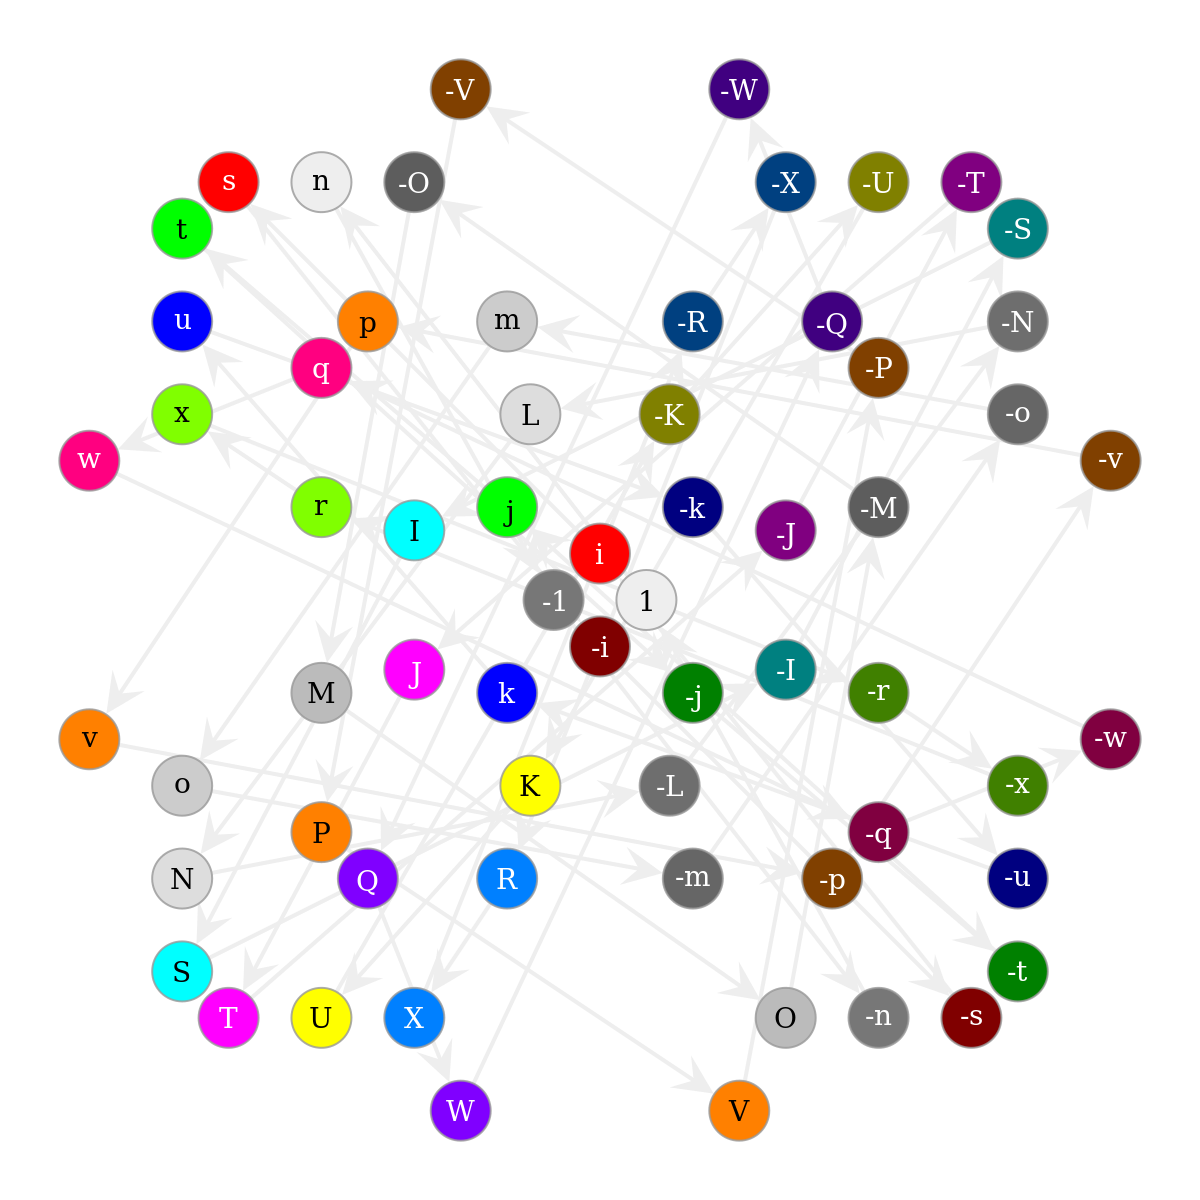 -V -W
s n -O -X -U -T
t -S
u p m -R -Q -N
q -P
x L -K -o
w -v
r j -k -M
I -J
i
-1 1
-i
J -I
M k -j -r
v -w
o K -L -x
P -q
N Q R -m -p -u
S -t
T U X O -n -s
W V